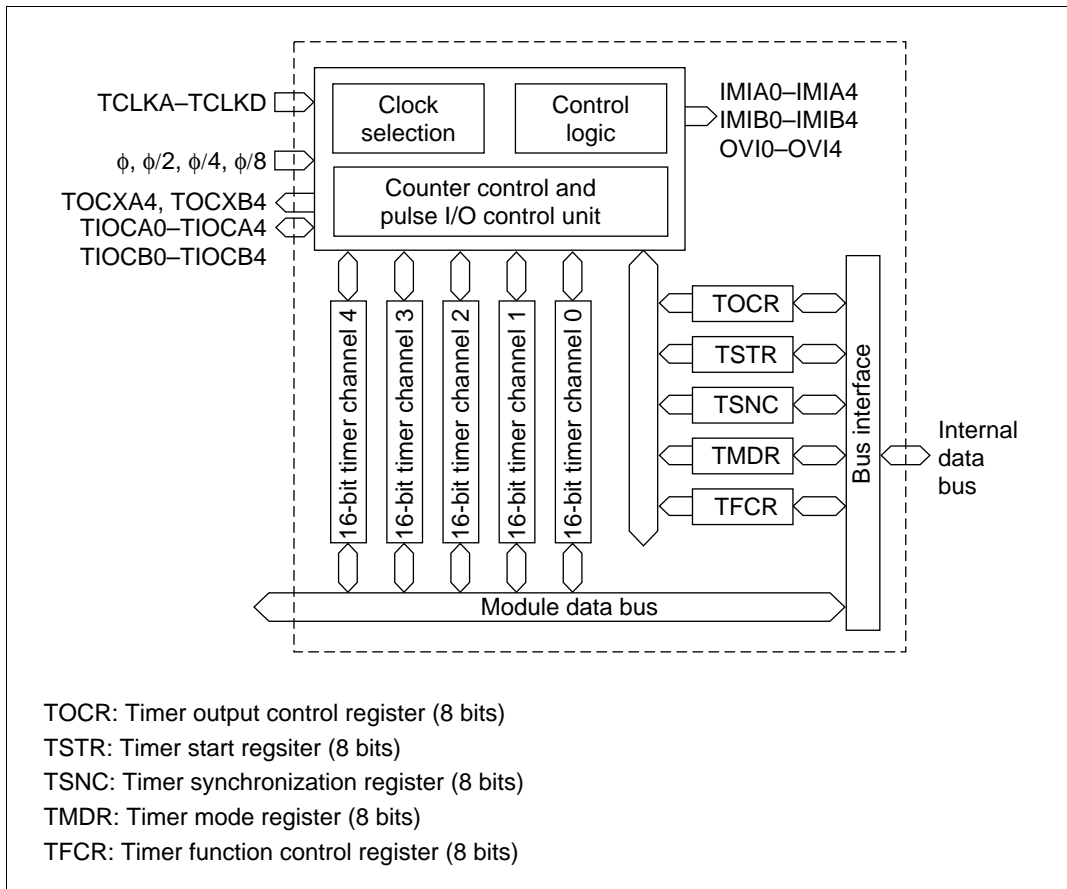 TCLKA–TCLKD
ϕ, ϕ/2, ϕ/4, ϕ/8
TOCXA4, TOCXB4
TIOCA0–TIOCA4
TIOCB0–TIOCB4
Clock
selection
Control
logic
Counter control and
pulse I/O control unit
IMIA0–IMIA4
IMIB0–IMIB4
OVI0–OVI4
16-bit timer channel 4
16-bit timer channel 3
16-bit timer channel 2
16-bit timer channel 1
16-bit timer channel 0
TOCR
TSTR
TSNC
TMDR
TFCR
Bus interface
Internal
data
bus
Module data bus
TOCR: Timer output control register (8 bits)
TSTR: Timer start regsiter (8 bits)
TSNC: Timer synchronization register (8 bits)
TMDR: Timer mode register (8 bits)
TFCR: Timer function control register (8 bits)